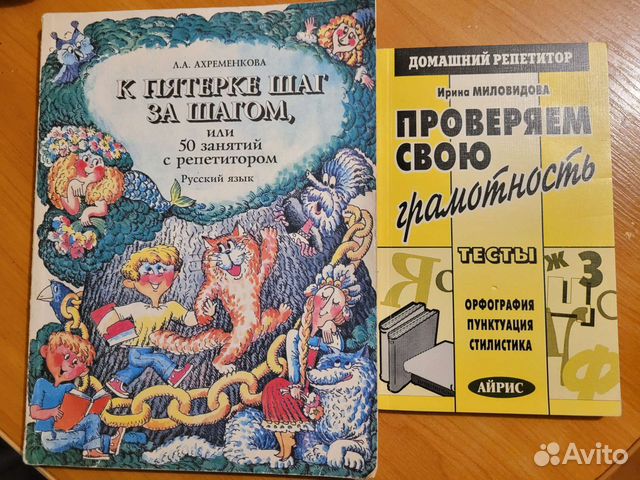 Л.А. АХРЕМЕНКОВА
К ПЯТЕРКЕ ШАГ
ЗА ШАГОМ,
или
50 занятий
с репетитором
Русский язык
ДОМАШНИЙ РЕПЕТИТОР
Ирина МИЛОВИДОВА
ПРОВЕРЯЕМ
СВОЮ
грамотность
ТЕСТЫ
Я
С
Ж
З
Ц
Ф
ОРФОГРАФИЯ
ПУНКТУАЦИЯ
СТИЛИСТИКА
АЙРИС
Avito